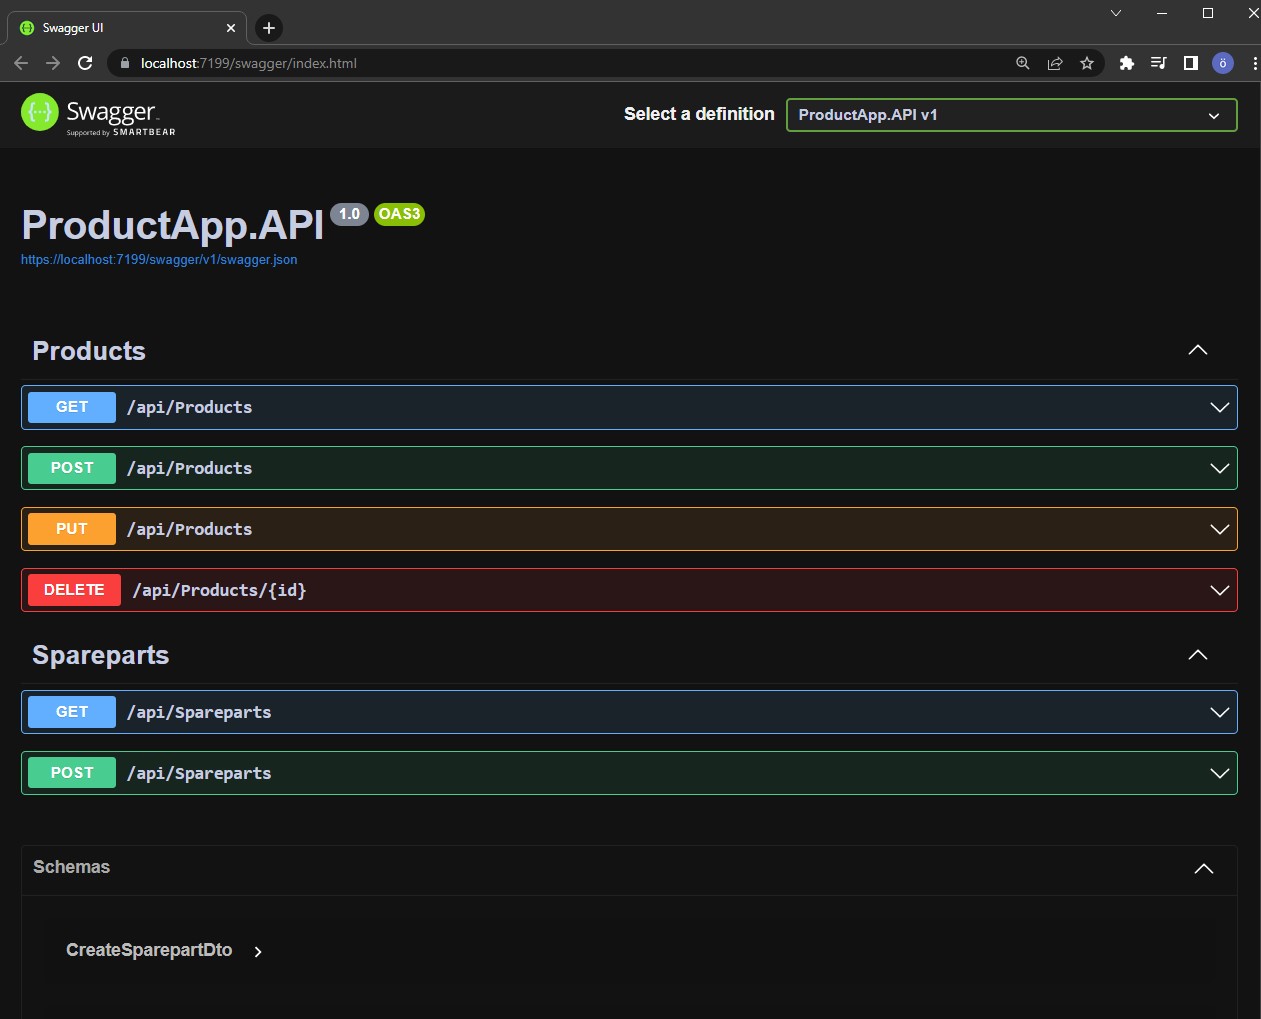 Swagger UI
localhost:7199/swagger/index.html
ö
Swagger
Supported by SMARTBEAR
Select a definition
ProductApp.API v1
ProductApp.API 1.0 OAS3
https://localhost:7199/swagger/v1/swagger.json
Products
GET /api/Products
POST /api/Products
PUT /api/Products
DELETE /api/Products/{id}
Spareparts
GET /api/Spareparts
POST /api/Spareparts
Schemas
CreateSparepartDto